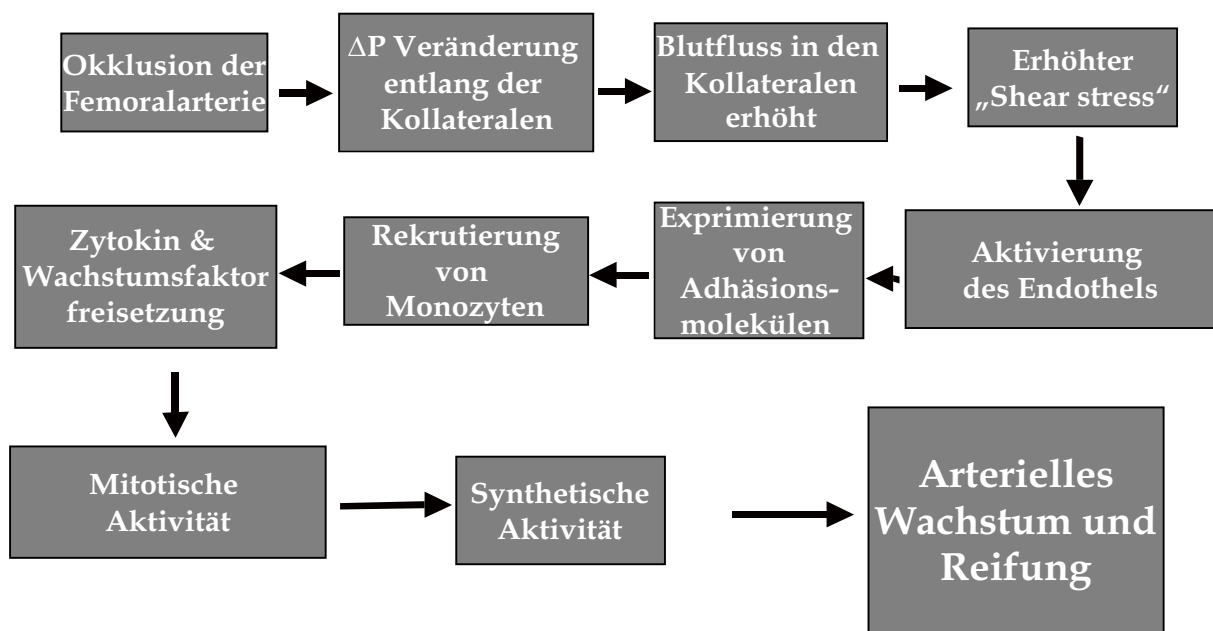 Okklusion der
Femoralarterie
ΔP Veränderung
entlang der
Kollateralen
Blutfluss in den
Kollateralen
erhöht
Erhöhter
„Shear stress“
Aktivierung
des Endothels
Exprimierung
von
Adhäsions-
molekülen
Rekrutierung
von
Monozyten
Zytokin &
Wachstumsfaktor
freisetzung
Mitotische
Aktivität
Synthetische
Aktivität
Arterielles
Wachstum und
Reifung